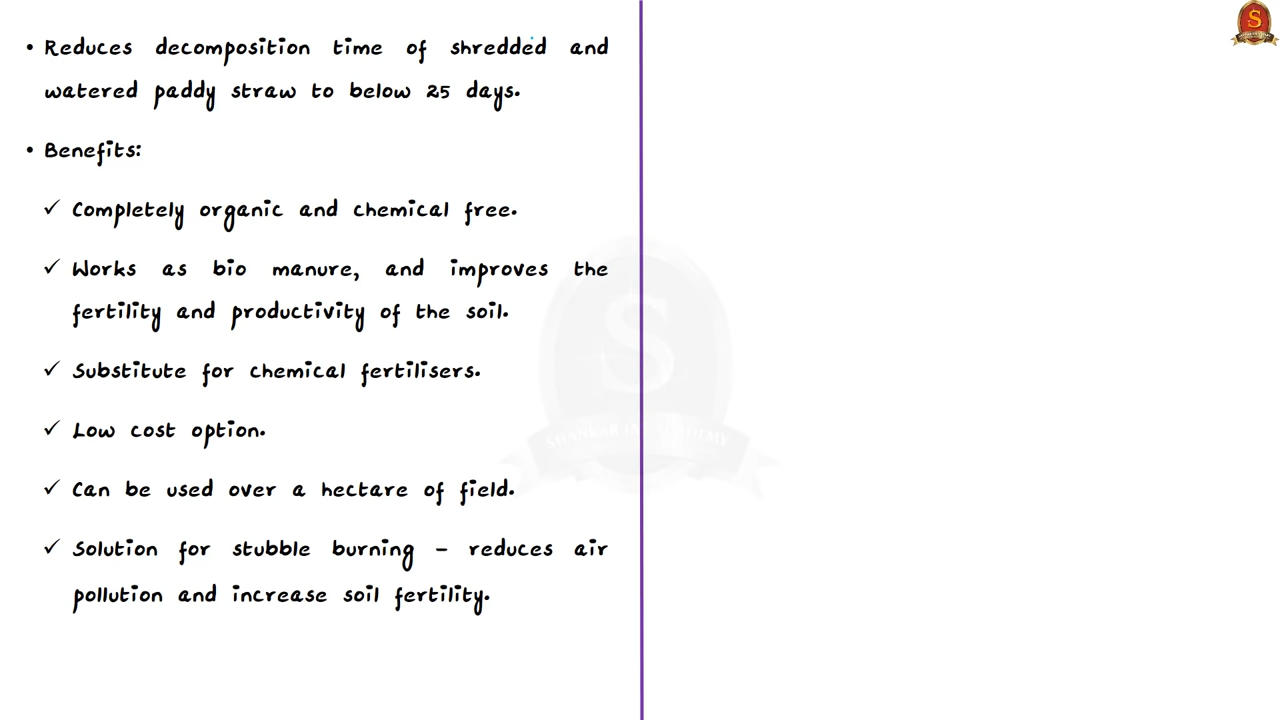 • Reduces decomposition time of shredded and
watered paddy straw to below 25 days.
• Benefits:
✓ Completely organic and chemical free.
✓ Works as bio manure, and improves the
fertility and productivity of the soil.
✓ Substitute for chemical fertilisers.
✓ Low cost option.
✓ Can be used over a hectare of field.
✓ Solution for stubble burning – reduces air
pollution and increase soil fertility.
S
S